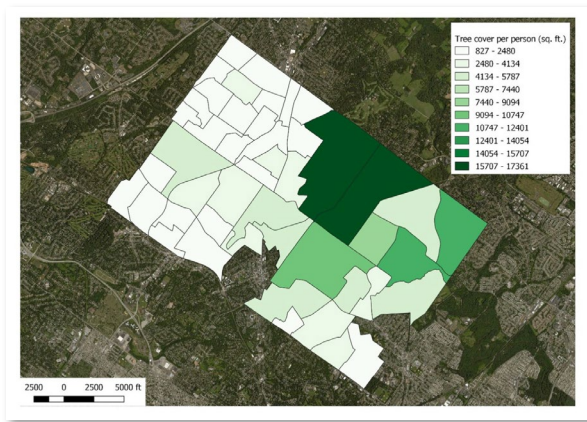 Tree cover per person (sq. ft.)
827 - 2480
2480 - 4134
4134 - 5787
5787 - 7440
7440 - 9094
9094 - 10747
10747 - 12401
12401 - 14054
14054 - 15707
15707 - 17361
2500 0 2500 5000 ft